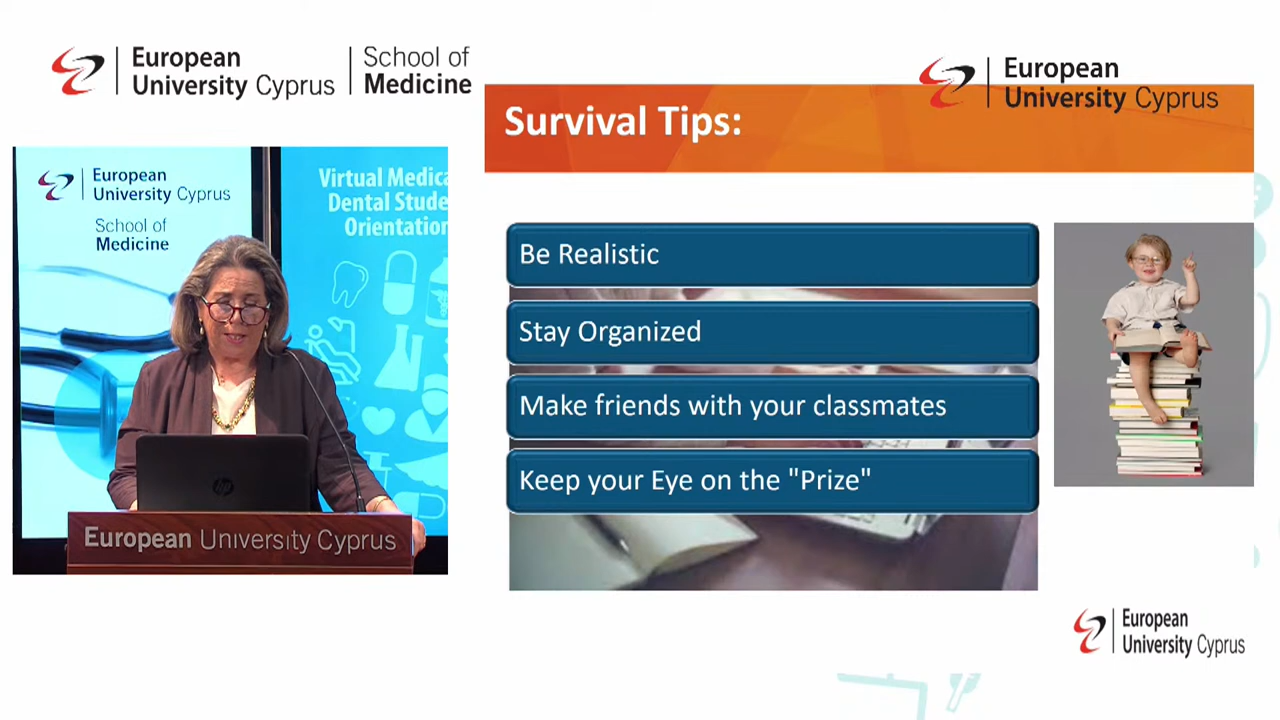 European
University Cyprus
School of
Medicine
European
University Cyprus
Survival Tips:
European
University Cyprus
School of
Medicine
Virtual Medica
Dental Stude
Orientation
Be Realistic
Stay Organized
Make friends with your classmates
Keep your Eye on the "Prize"
hp
European University Cyprus
European
University Cyprus